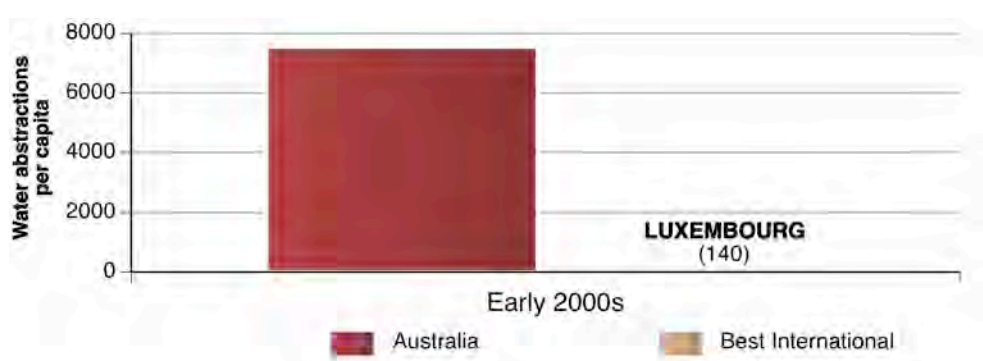 Water abstractions
per capita
8000
6000
4000
2000
0
LUXEMBOURG
(140)
Early 2000s
Australia
Best International